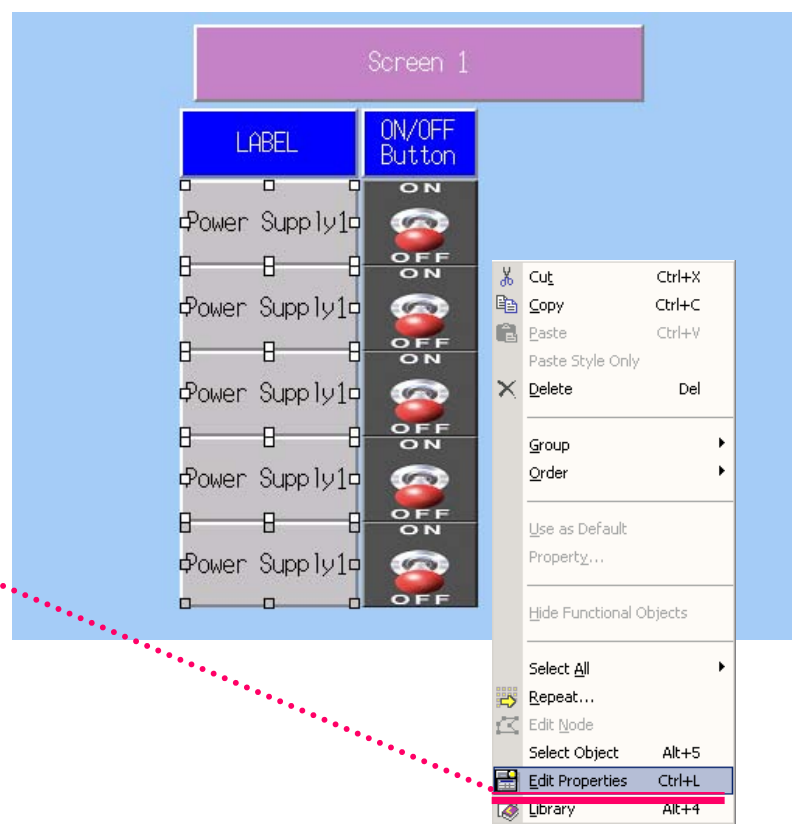 Screen 1
LABEL
ON/OFF
Button
ON
Power Supply1
OFF
ON
Power Supply1
OFF
ON
Power Supply1
OFF
ON
Power Supply1
OFF
ON
Power Supply1
OFF
Cut Ctrl+X
Copy Ctrl+C
Paste Ctrl+V
Paste Style Only
Delete Del
Group
Order
Use as Default
Property...
Hide Functional Objects
Select All
Repeat...
Edit Node
Select Object Alt+5
Edit Properties Ctrl+L
Library Alt+4